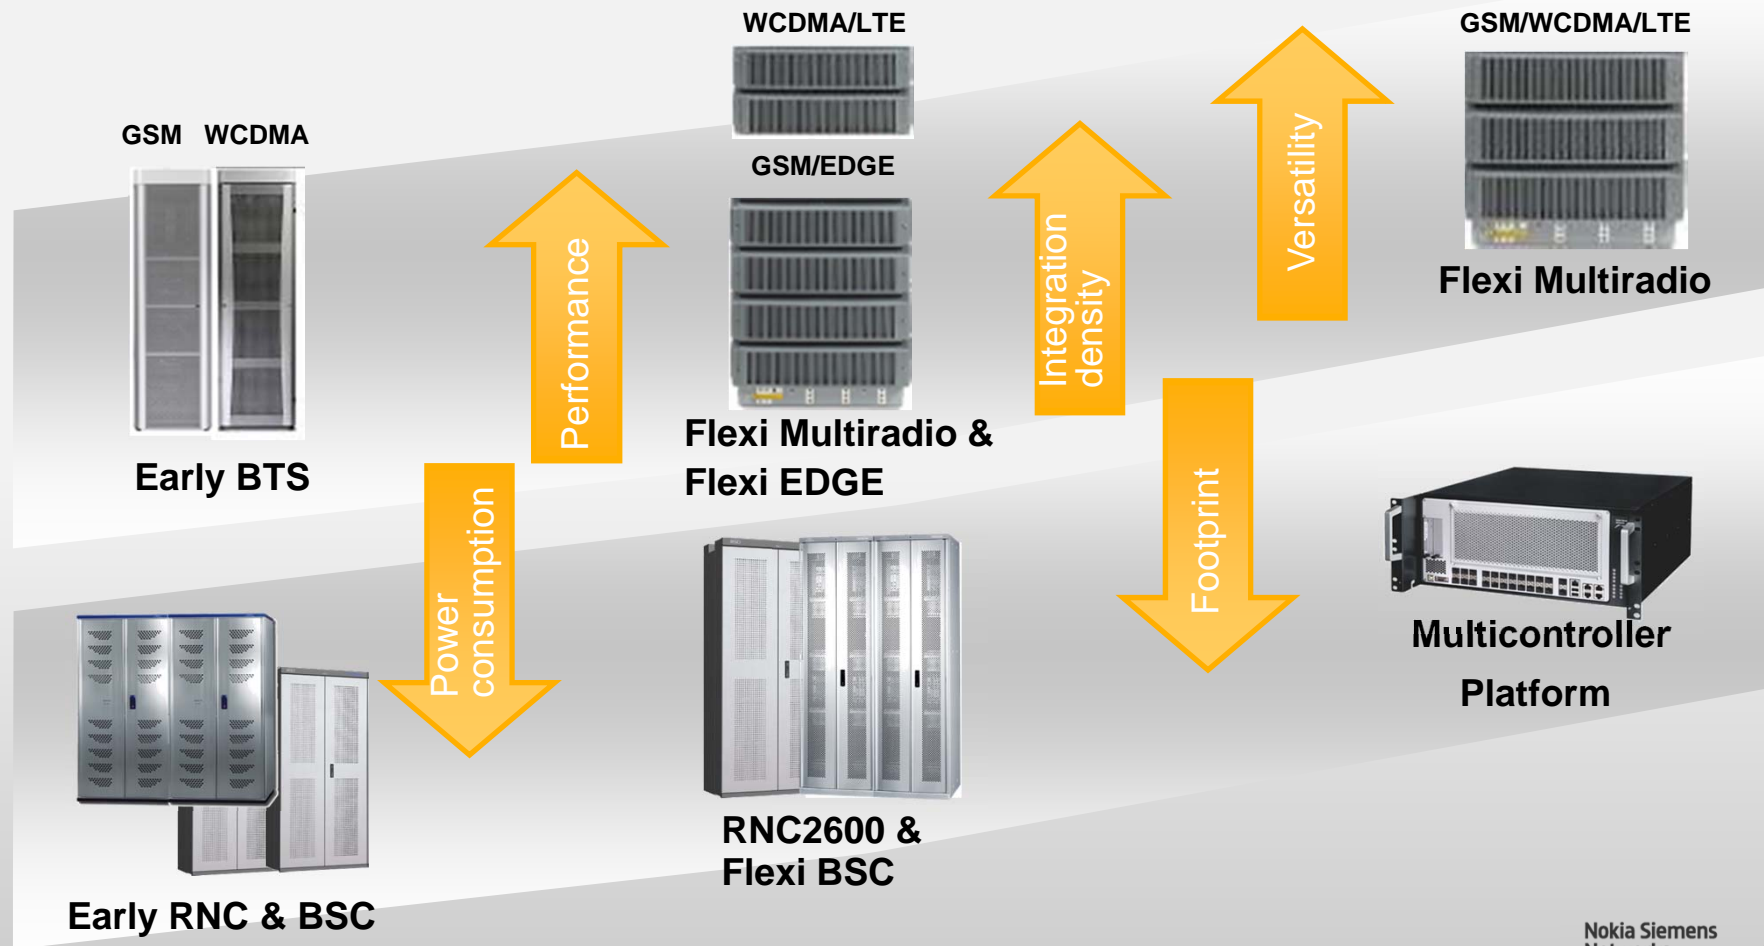 WCDMA/LTE
GSM/WCDMA/LTE
GSM WCDMA
GSM/EDGE
Performance
Integration
density
Versatility
Flexi Multiradio
Early BTS
Flexi Multiradio &
Flexi EDGE
Power
consumption
Footprint
Multicontroller
Platform
RNC2600 &
Flexi BSC
Early RNC & BSC
Nokia Siemens